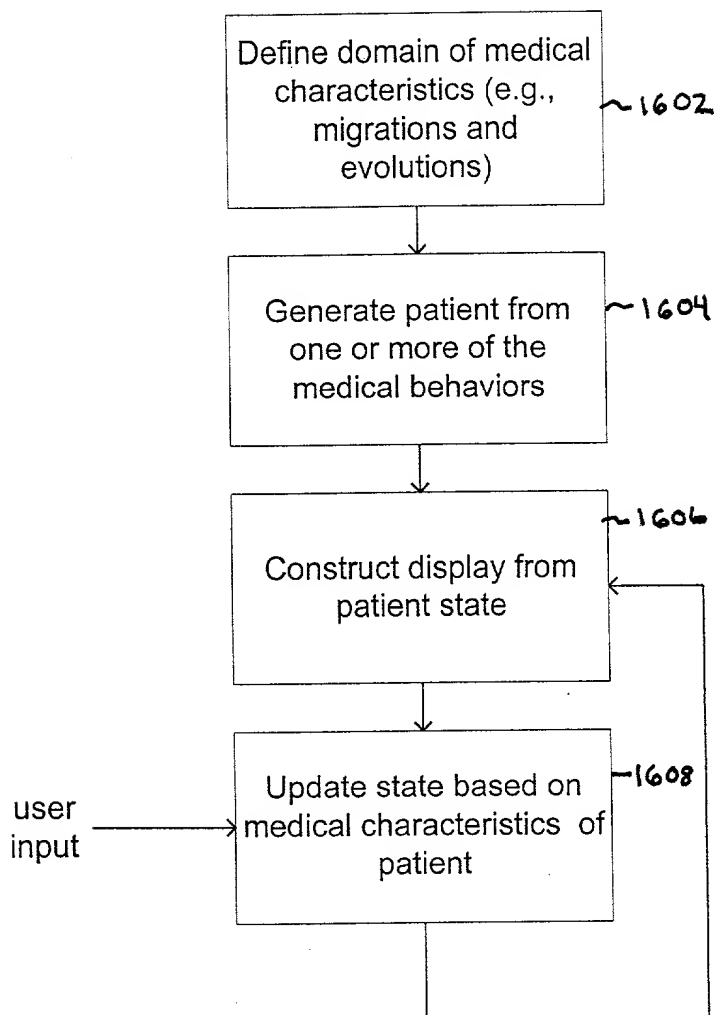 Define domain of medical
characteristics (e.g.,
migrations and
evolutions)
~1602
Generate patient from
one or more of the
medical behaviors
~1604
Construct display from
patient state
~1606
Update state based on
medical characteristics of
patient
~1608
user
input